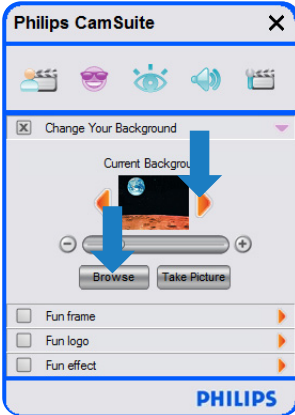 Philips CamSuite
Change Your Background
Current Backgrou
Browse Take Picture
Fun frame
Fun logo
Fun effect
PHILIPS